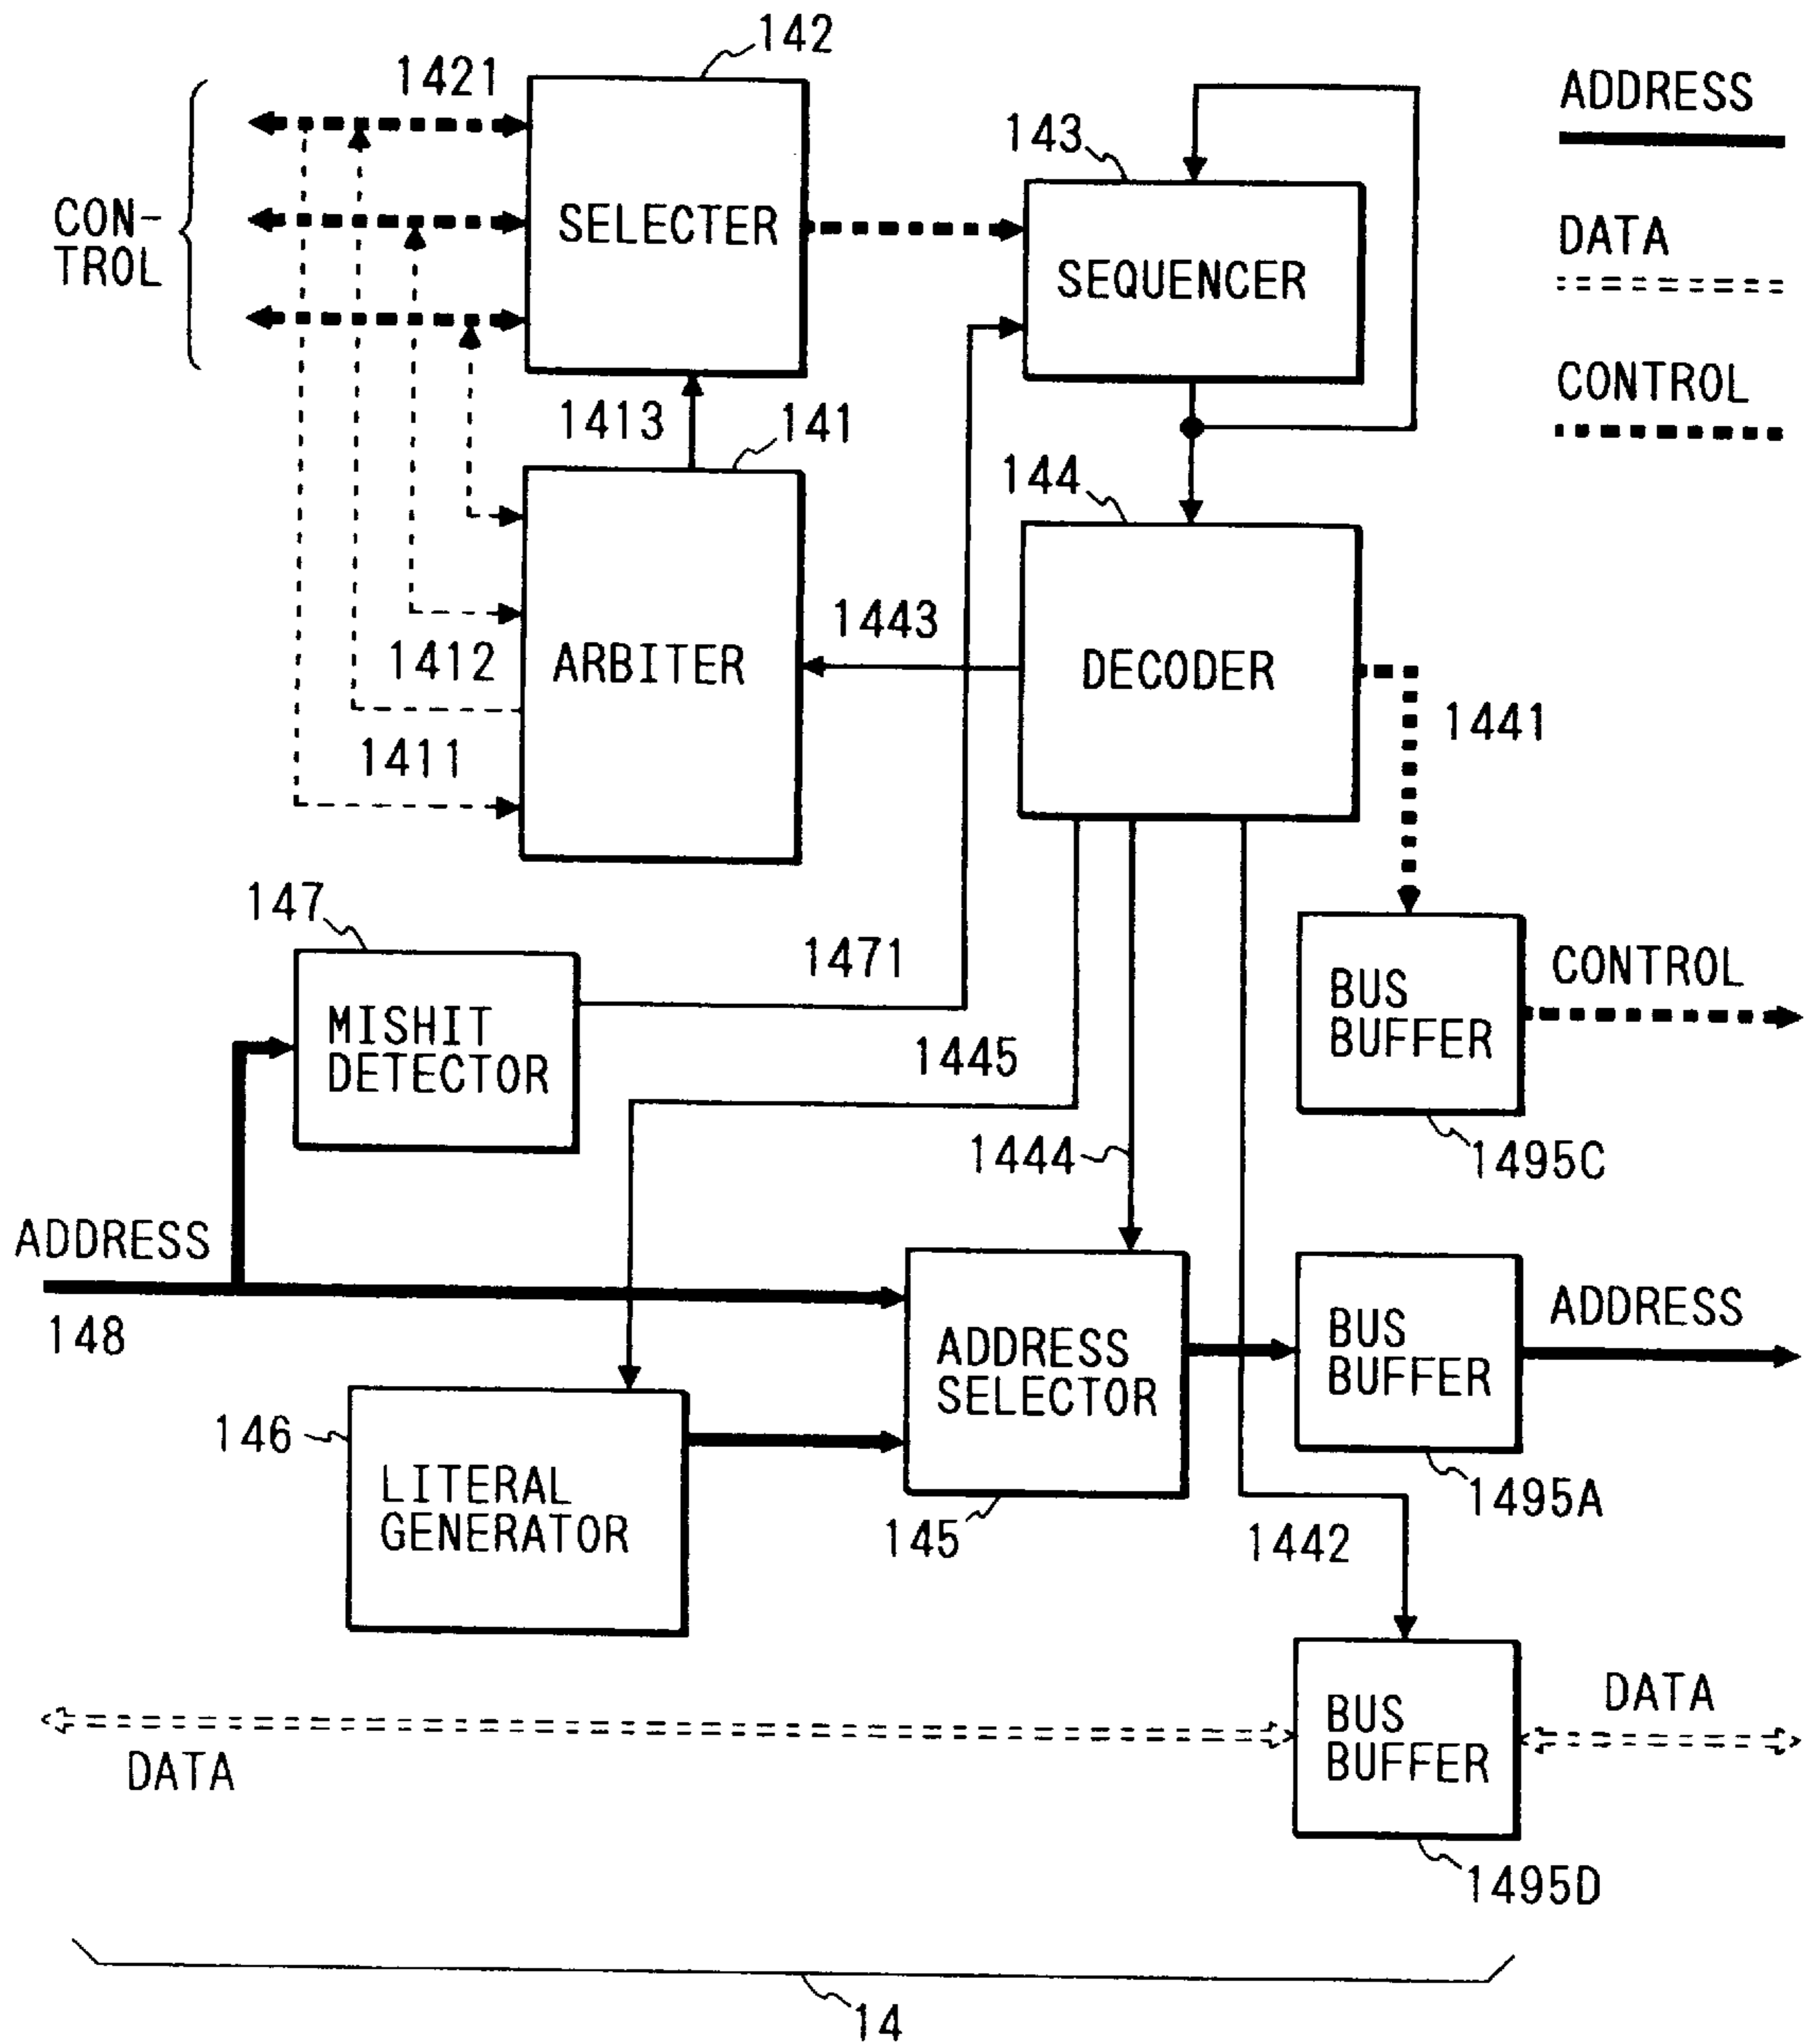 142
1421
ADDRESS
143
CON-
TROL
SELECTER
DATA
SEQUENCER
CONTROL
1413
141
144
1443
1412
ARBITER
DECODER
1441
1411
147
1471
CONTROL
MISHIT
DETECTOR
BUS
BUFFER
1445
1444
1495C
ADDRESS
148
ADDRESS
SELECTOR
BUS
BUFFER
ADDRESS
146
LITERAL
GENERATOR
145
1495A
1442
DATA
BUS
BUFFER
DATA
1495D
14